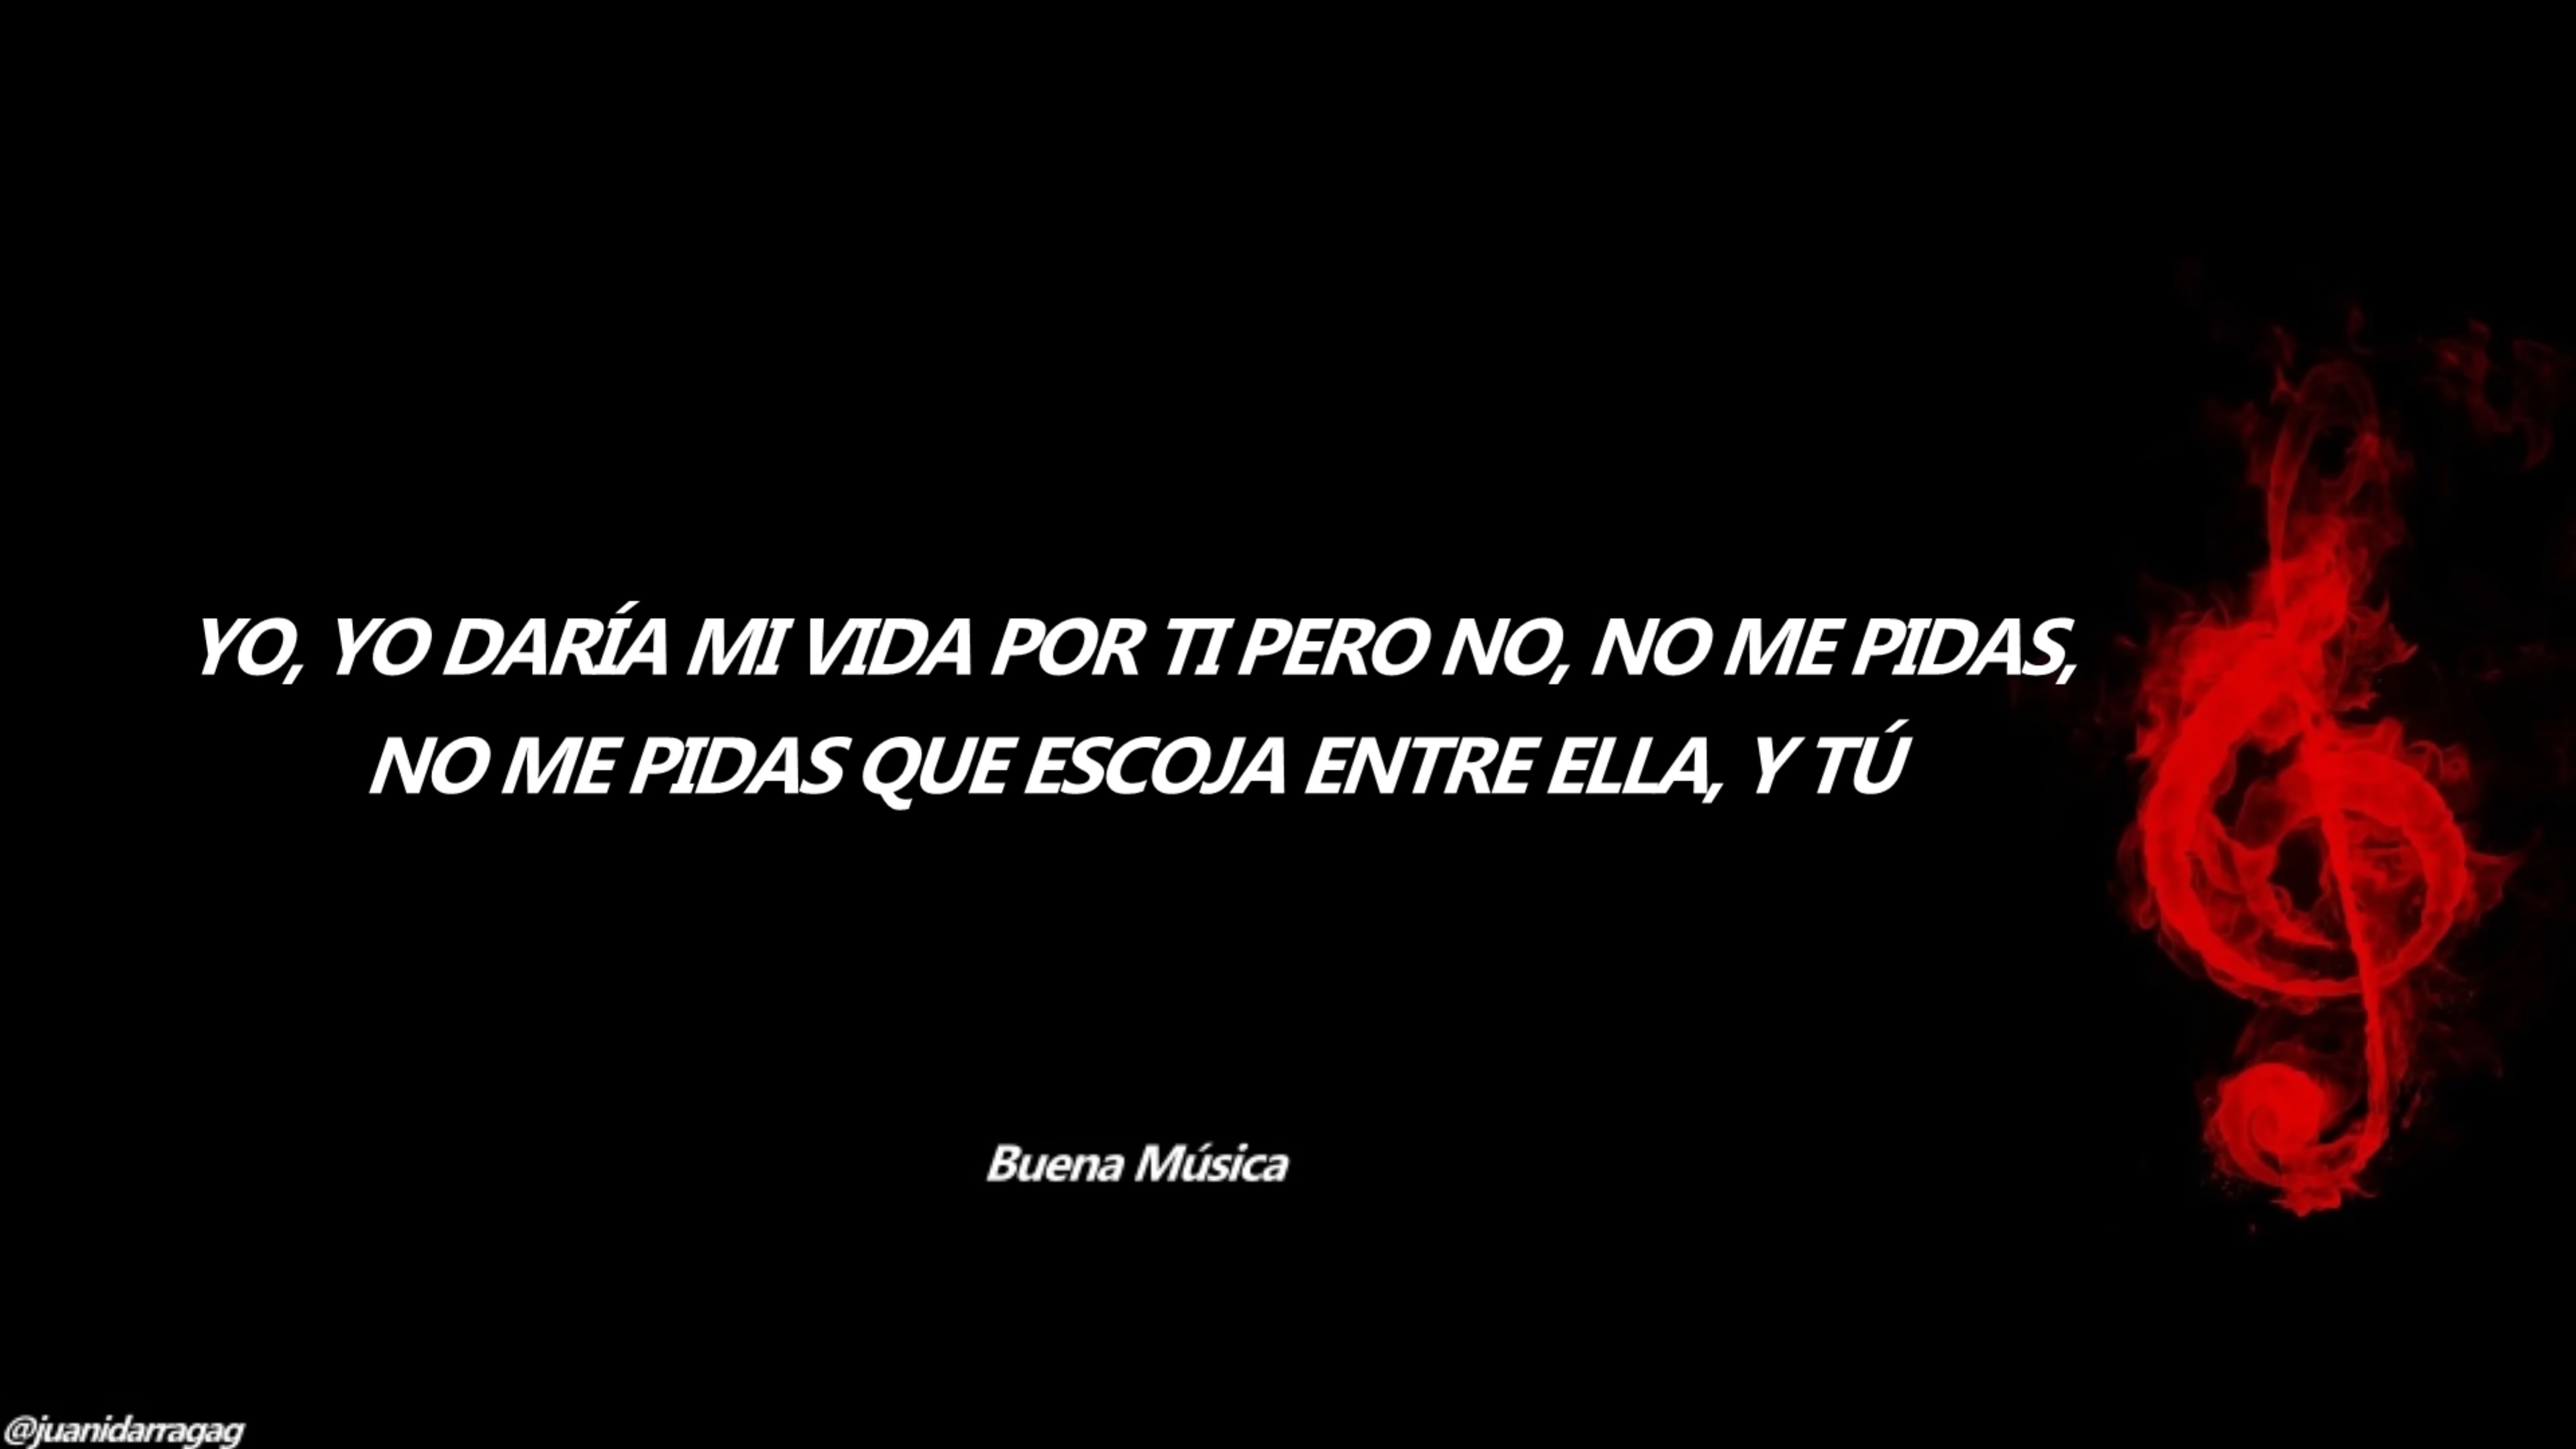 YO, YO DARÍA MI VIDA POR TI PERO NO, NO ME PIDAS,
NO ME PIDAS QUE ESCOJA ENTRE ELLA, Y TÚ
Buena Música
@juanidarragag